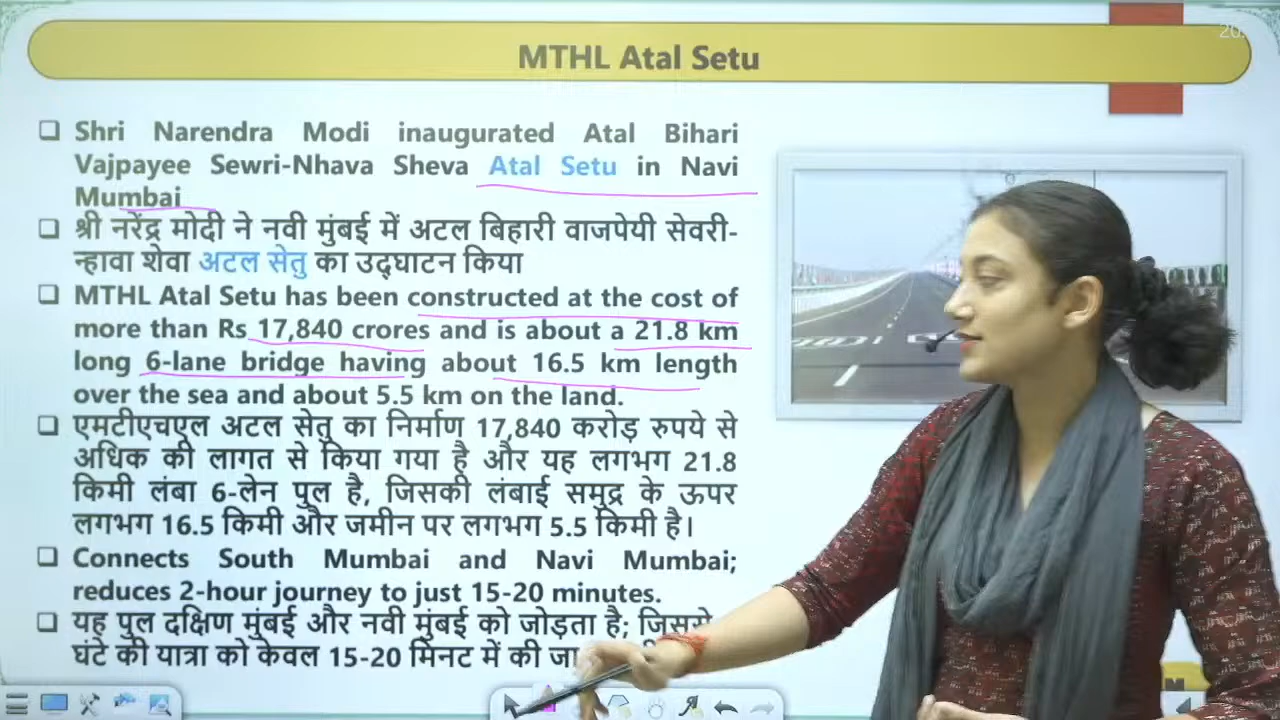 MTHL Atal Setu
20
Shri Narendra Modi inaugurated Atal Bihari
Vajpayee Sewri-Nhava Sheva Atal Setu in Navi
Mumbai
श्री नरेंद्र मोदी ने नवी मुंबई में अटल बिहारी वाजपेयी सेवरी-
न्हावा शेवा अटल सेतु का उद्घाटन किया
MTHL Atal Setu has been constructed at the cost of
more than Rs 17,840 crores and is about a 21.8 km
long 6-lane bridge having about 16.5 km length
over the sea and about 5.5 km on the land.
एमटीएचएल अटल सेतु का निर्माण 17,840 करोड़ रुपये से
अधिक की लागत से किया गया है और यह लगभग 21.8
किमी लंबा 6-लेन पुल है, जिसकी लंबाई समुद्र के ऊपर
लगभग 16.5 किमी और जमीन पर लगभग 5.5 किमी है।
Connects South Mumbai and Navi Mumbai;
reduces 2-hour journey to just 15-20 minutes.
यह पुल दक्षिण मुंबई और नवी मुंबई को जोड़ता है; जिससे
घंटे की यात्रा को केवल 15-20 मिनट में की